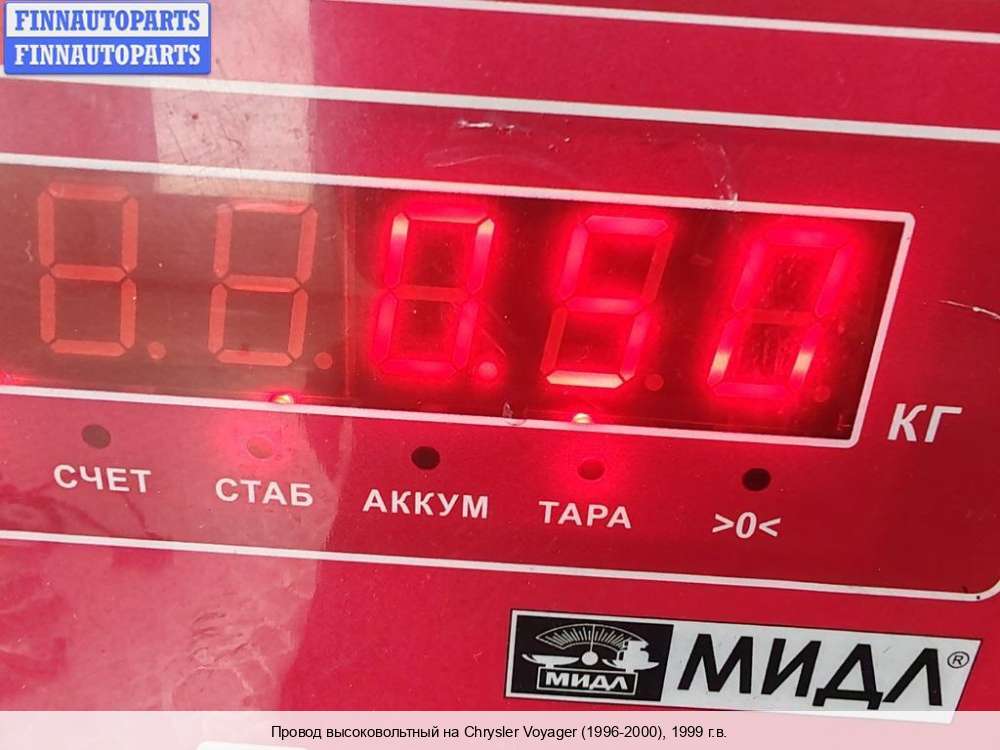 FINNAUTOPARTS
FINNAUTOPARTS
0.50
КГ
СЧЕТ СТАБ АККУМ ТАРА >0<
МИДЛ
МИДЛ®
Провод высоковольтный на Chrysler Voyager (1996-2000), 1999 г.в.